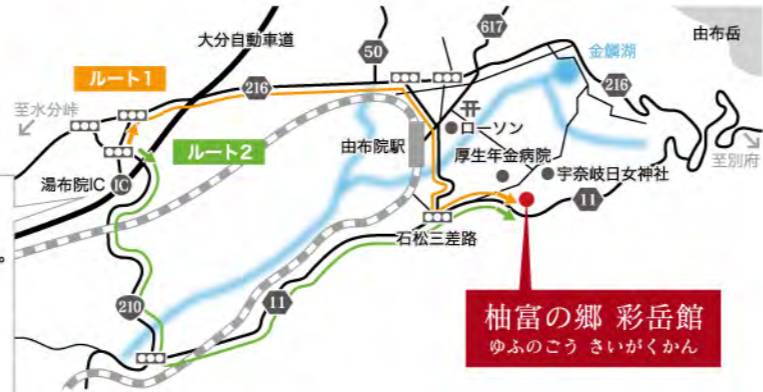 大分自動車道
50
617
由布岳
ルート1
216
金鱗湖
216
至水分峠
ルート2
ローソン
由布院駅
厚生年金病院
至別府
湯布院IC
IC
宇奈岐日女神社
11
石松三差路
210
11
。
柚富の郷 彩岳館
ゆふのごう さいがくかん